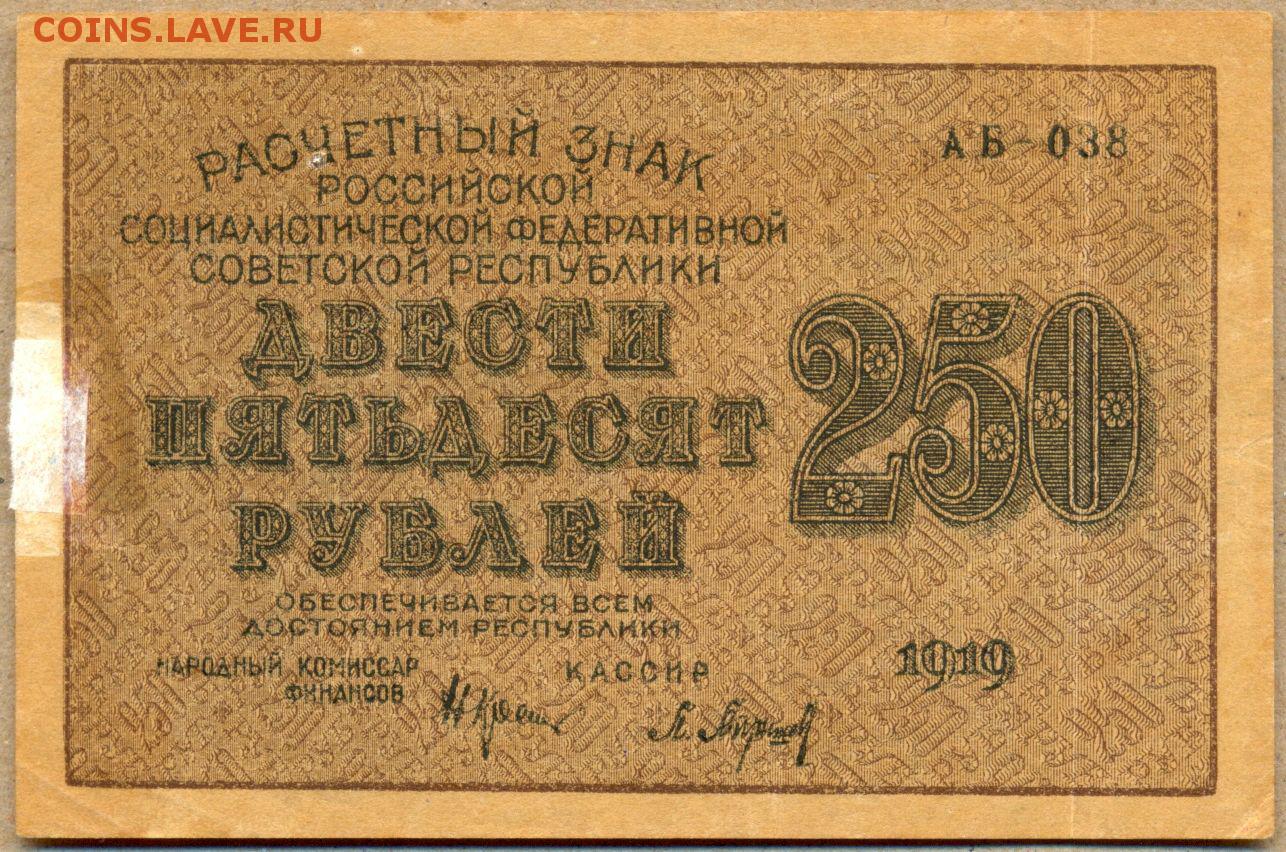 COINS.LAVE.RU
РАСЧЕТНЫЙ ЗНАК
АБ-038
РОССИЙСКОЙ
СОЦИАЛИСТИЧЕСКОЙ ФЕДЕРАТИВНОЙ
СОВЕТСКОЙ РЕСПУБЛИКИ
ДВЕСТИ
ПЯТЬДЕСЯТ
РУБЛЕЙ
250
ОБЕСПЕЧИВАЕТСЯ ВСЕМ
ДОСТОЯНИЕМ РЕСПУБЛИКИ
НАРОДНЫЙ КОМИССАР
ФИНАНСОВ
КАССИР
1919